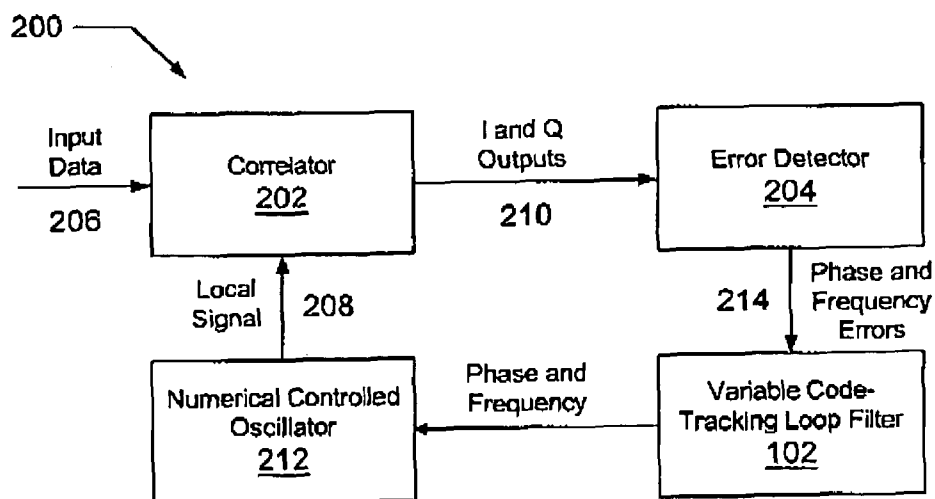 200
Input
Data
206
Correlator
202
I and Q
Outputs
210
Error Detector
204
Local
Signal
208
214
Phase and
Frequency
Errors
Numerical Controlled
Oscillator
212
Phase and
Frequency
Variable Code-
Tracking Loop Filter
102